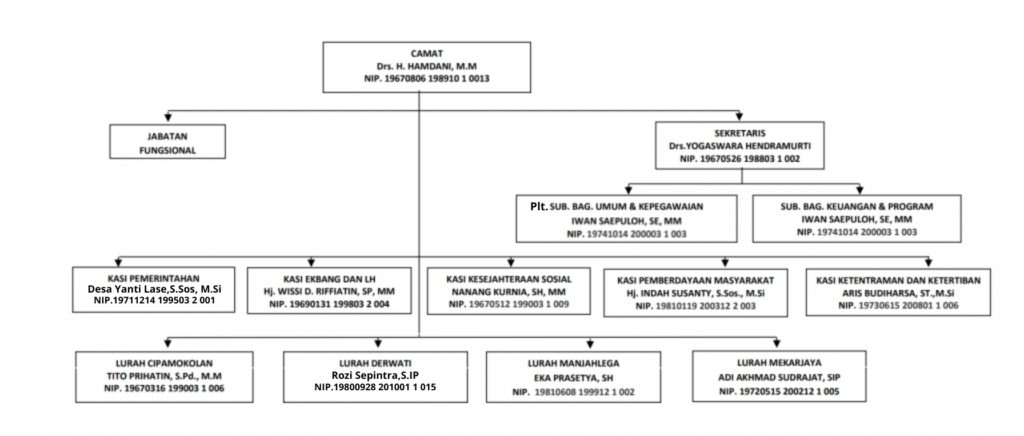 CAMAT
Drs. H. HAMDANI, M.M
NIP. 19670806 198910 1 0013
JABATAN
FUNGSIONAL
SEKRETARIS
Drs.YOGASWARA HENDRAMURTI
NIP. 19670526 198803 1 002
Plt. SUB. BAG. UMUM & KEPEGAWAIAN
IWAN SAEPULOH, SE, MM
NIP. 19741014 200003 1 003
SUB. BAG. KEUANGAN & PROGRAM
IWAN SAEPULOH, SE, MM
NIP. 19741014 200003 1 003
KASI PEMERINTAHAN
Desa Yanti Lase,S.Sos, M.Si
NIP.19711214 199503 2 001
KASI EKBANG DAN LH
Hj. WISSI D. RIFFIATIN, SP, MM
NIP. 19690131 199803 2 004
KASI KESEJAHTERAAN SOSIAL
NANANG KURNIA, SH, MM
NIP. 19670512 199003 1 009
KASI PEMBERDAYAAN MASYARAKAT
Hj. INDAH SUSANTY, S.Sos., M.Si
NIP. 19810119 200312 2 003
KASI KETENTRAMAN DAN KETERTIBAN
ARIS BUDIHARSA, ST.,M.Si
NIP. 19730615 200801 1 006
LURAH CIPAMOKOLAN
TITO PRIHATIN, S.Pd., M.M
NIP. 19670316 199003 1 006
LURAH DERWATI
Rozi Sepintra,S.IP
NIP.19800928 201001 1 015
LURAH MANJAHLEGA
EKA PRASETYA, SH
NIP. 19810608 199912 1 002
LURAH MEKARJAYA
ADI AKHMAD SUDRAJAT, SIP
NIP. 19720515 200212 1 005